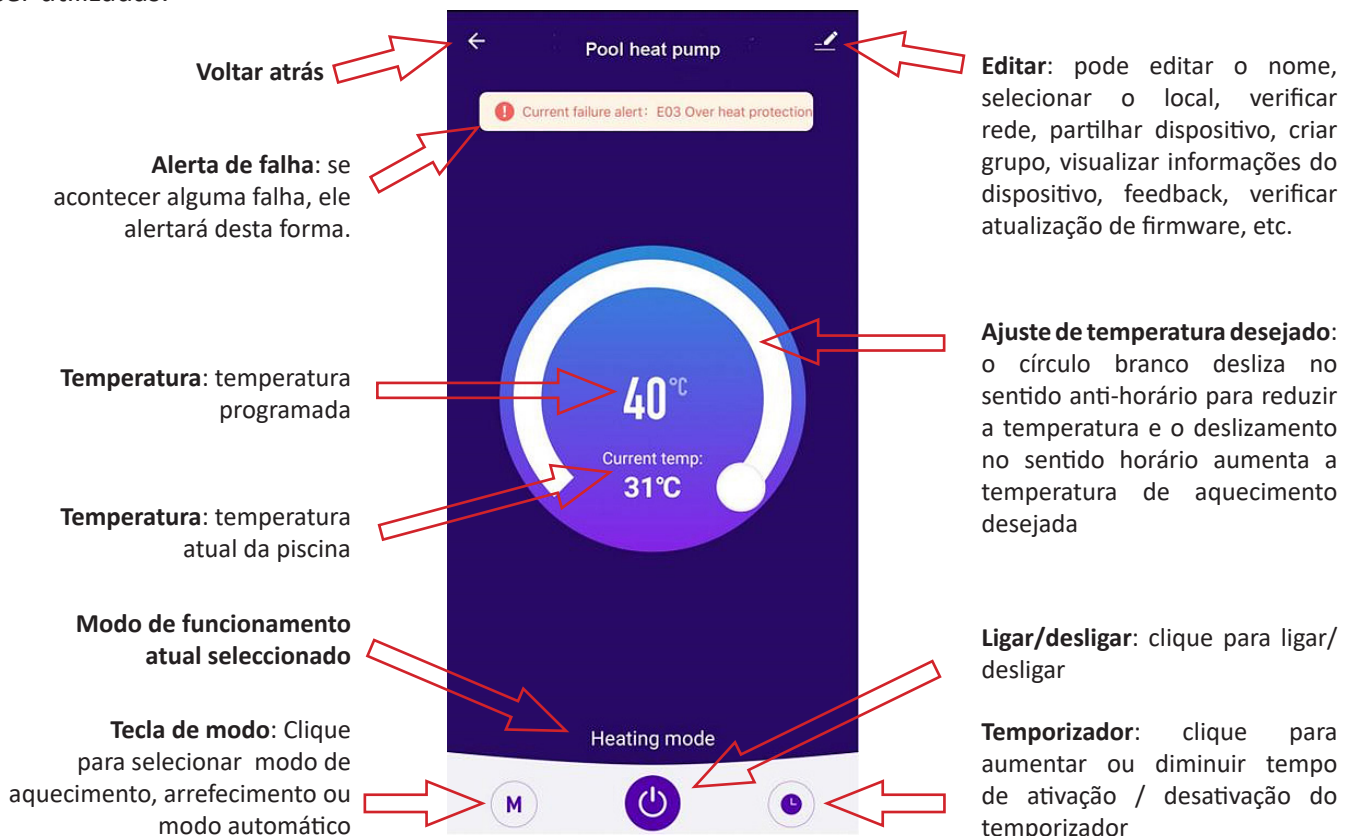 Voltar atrás
Alerta de falha: se
acontecer alguma falha, ele
alertará desta forma.
Temperatura: temperatura
programada
Temperatura: temperatura
atual da piscina
Modo de funcionamento
atual seleccionado
Tecla de modo: Clique
para selecionar modo de
aquecimento, arrefecimento ou
modo automático
Pool heat pump
Current failure alert: E03 Over heat protection
40°C
Current temp:
31°C
Heating mode
M
Editar: pode editar o nome,
selecionar o local, verificar
rede, partilhar dispositivo, criar
grupo, visualizar informações do
dispositivo, feedback, verificar
atualização de firmware, etc.
Ajuste de temperatura desejado:
o círculo branco desliza no
sentido anti-horário para reduzir
a temperatura e o deslizamento
no sentido horário aumenta a
temperatura de aquecimento
desejada
Ligar/desligar: clique para ligar/
desligar
Temporizador: clique para
aumentar ou diminuir tempo
de ativação / desativação do
temporizador